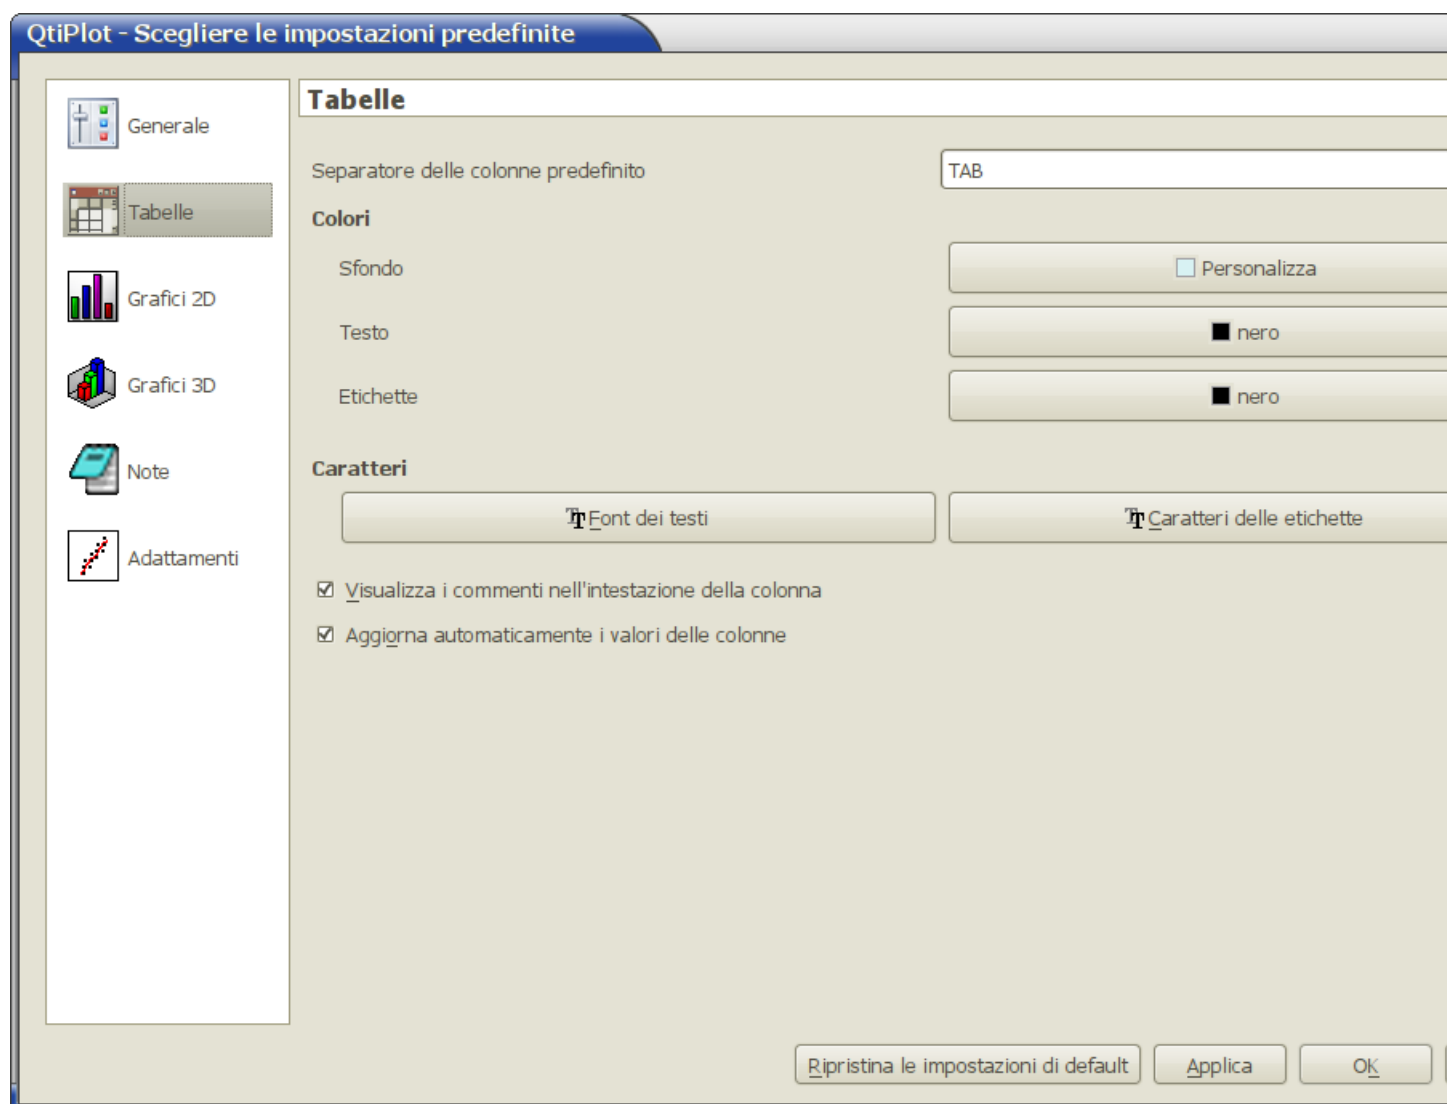 QtiPlot - Scegliere le impostazioni predefinite
Generale
Tabelle
Grafici 2D
Grafici 3D
Note
Adattamenti
Tabelle
Separatore delle colonne predefinito
TAB
Colori
Sfondo
Personalizza
Testo
nero
Etichette
nero
Caratteri
Font dei testi
Caratteri delle etichette
Visualizza i commenti nell'intestazione della colonna
Aggiorna automaticamente i valori delle colonne
Ripristina le impostazioni di default
Applica
OK